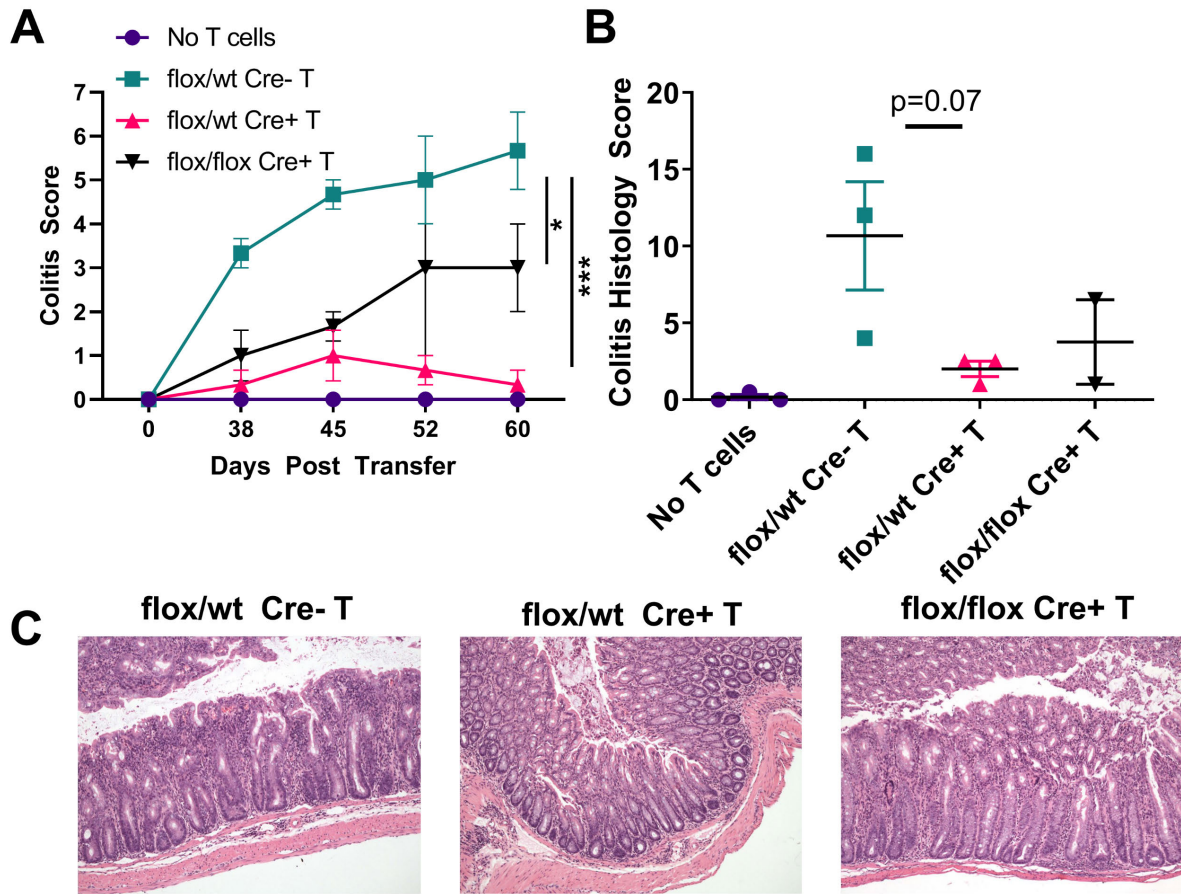 A
No T cells
flox/wt Cre- T
flox/wt Cre+ T
flox/flox Cre+ T
Colitis Score
7
6
5
4
3
2
1
0
0 38 45 52 60
Days Post Transfer
*
***
B
p=0.07
Colitis Histology Score
20
15
10
5
0
No T cells
flox/wt Cre- T
flox/wt Cre+ T
flox/flox Cre+ T
C
flox/wt Cre- T
flox/wt Cre+ T
flox/flox Cre+ T